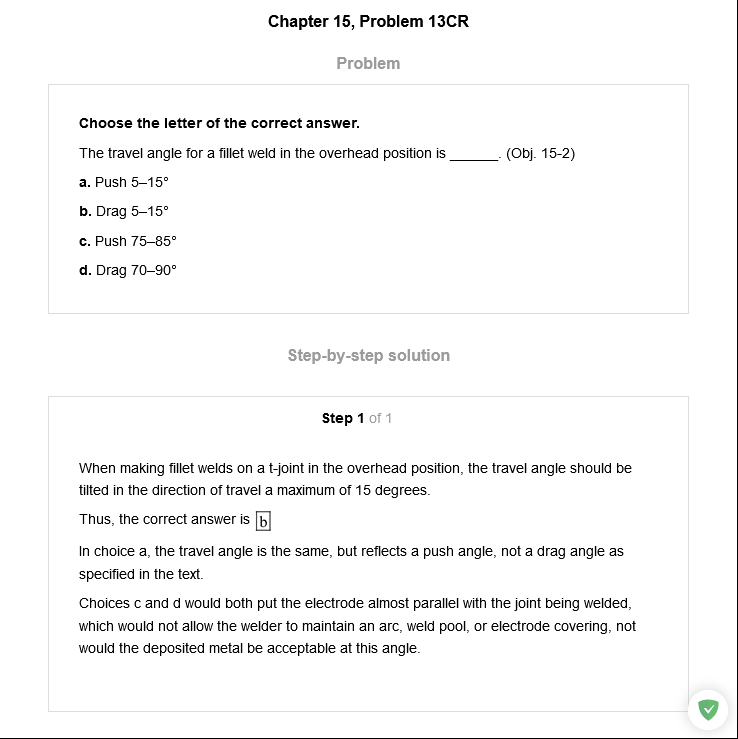 Chapter 15, Problem 13CR
Problem
Choose the letter of the correct answer.
The travel angle for a fillet weld in the overhead position is ______. (Obj. 15-2)
a. Push 5–15°
b. Drag 5–15°
c. Push 75–85°
d. Drag 70–90°
Step-by-step solution
Step 1 of 1
When making fillet welds on a t-joint in the overhead position, the travel angle should be
tilted in the direction of travel a maximum of 15 degrees.
Thus, the correct answer is b
In choice a, the travel angle is the same, but reflects a push angle, not a drag angle as
specified in the text.
Choices c and d would both put the electrode almost parallel with the joint being welded,
which would not allow the welder to maintain an arc, weld pool, or electrode covering, not
would the deposited metal be acceptable at this angle.